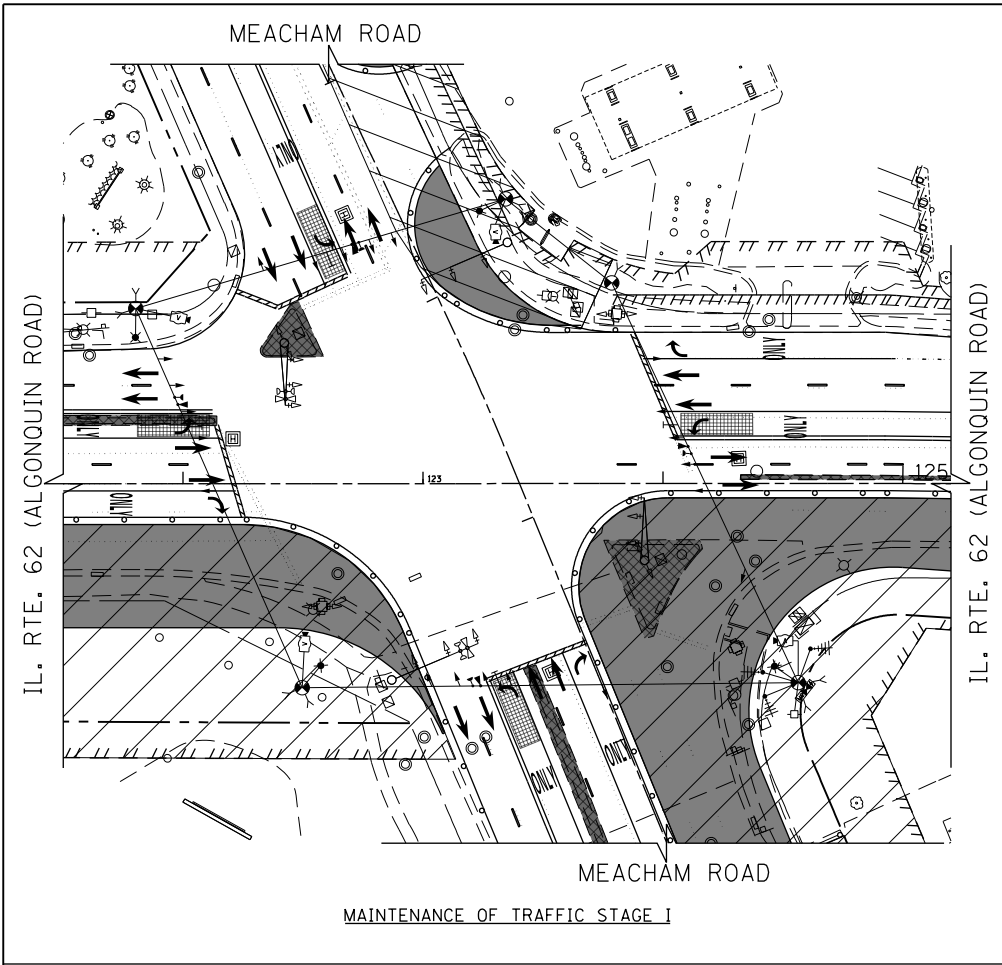 MEACHAM ROAD
ONLY
ONLY
ONLY
ONLY
ONLY
H
H
H
H
123
125
IL. RTE. 62 (ALGONQUIN ROAD)
IL. RTE. 62 (ALGONQUIN ROAD)
ONLY
ONLY
MEACHAM ROAD
MAINTENANCE OF TRAFFIC STAGE I